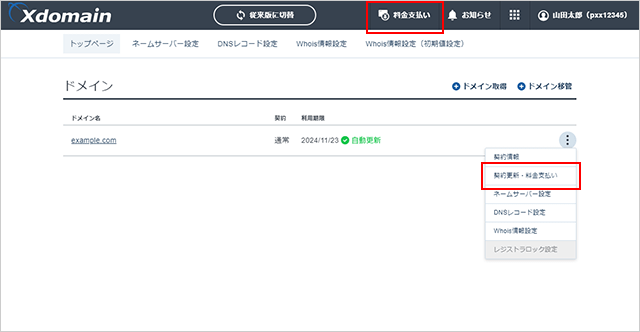 Xdomain 従来版に切替 料金支払い お知らせ 山田太郎（pxx12345）
トップページ ネームサーバー設定 DNSレコード設定 Whois情報設定 Whois情報設定（初期値設定）
ドメイン ドメイン取得 ドメイン移管
ドメイン名 契約 利用期限
example.com 通常 2024/11/23 自動更新
契約情報
契約更新・料金支払い
ネームサーバー設定
DNSレコード設定
Whois情報設定
レジストラロック設定